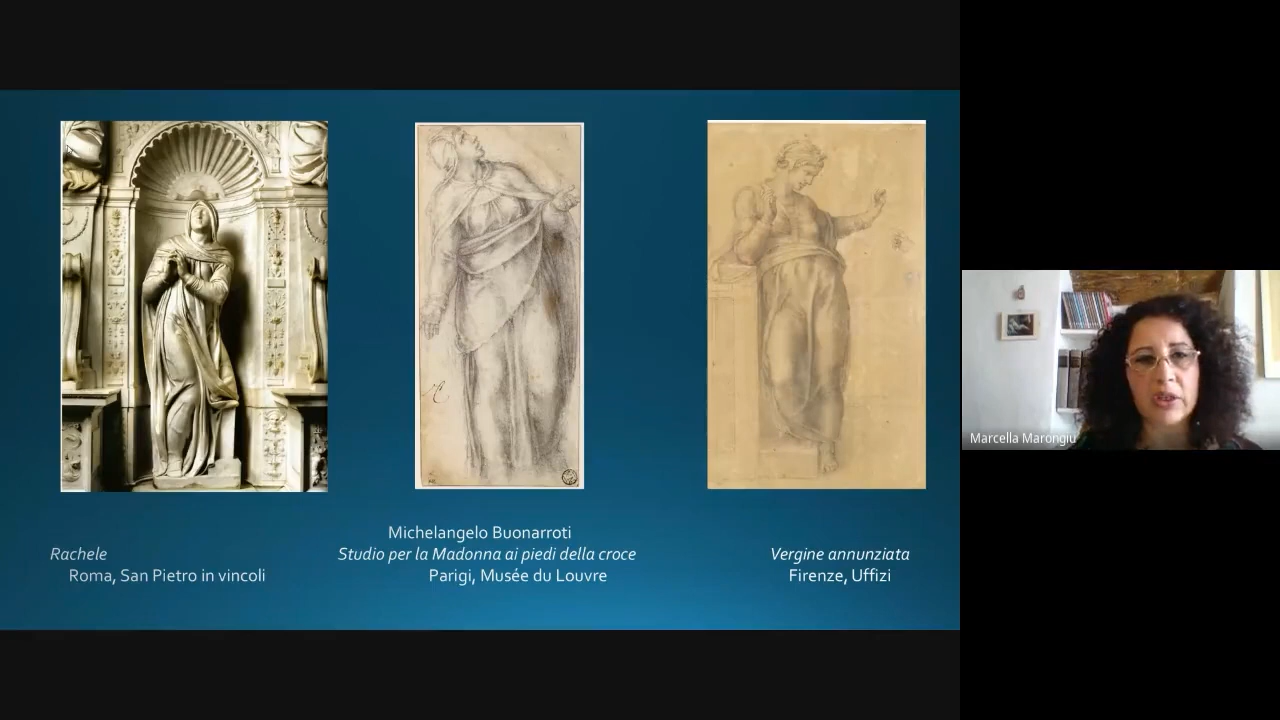 Michelangelo Buonarroti
Rachele
Roma, San Pietro in vincoli
Studio per la Madonna ai piedi della croce
Parigi, Musée du Louvre
Vergine annunziata
Firenze, Uffizi
Marcella Marongiu